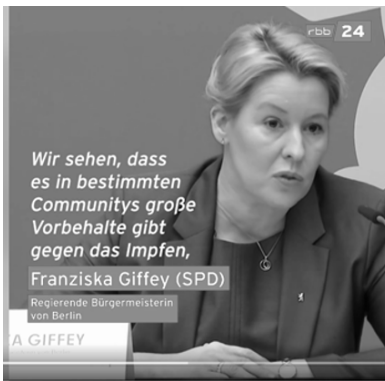 rbb 24
Wir sehen, dass
es in bestimmten
Communitys große
Vorbehalte gibt
gegen das Impfen,
Franziska Giffey (SPD)
Regierende Bürgermeisterin
von Berlin
GIFFEY